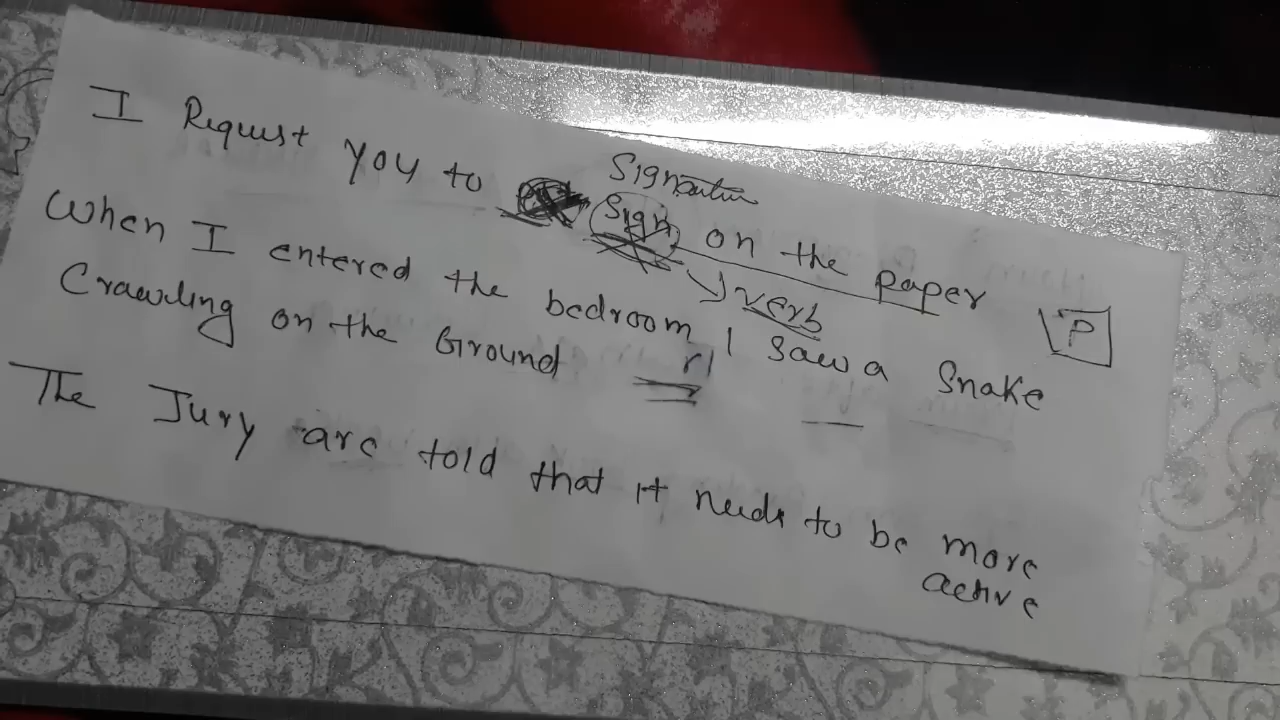 I Request you to Sign on the paper
Signature
verb
P
When I entered the bedroom I saw a Snake
Crawling on the Ground
The Jury are told that it needs to be more
active